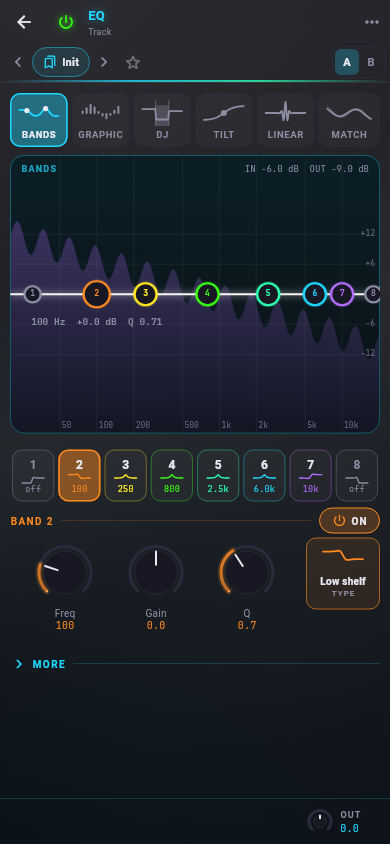 EQ
Track
Init
A B
BANDS GRAPHIC DJ TILT LINEAR MATCH
BANDS IN -6.0 dB OUT -9.0 dB
+12
+6
1 2 3 4 5 6 7 8
100 Hz +0.0 dB Q 0.71
-6
-12
50 100 200 500 1k 2k 5k 10k
1 2 3 4 5 6 7 8
off 100 250 800 2.5k 6.0k 10k off
BAND 2 ON
Low shelf
TYPE
Freq Gain Q
100 0.0 0.7
MORE
OUT
0.0